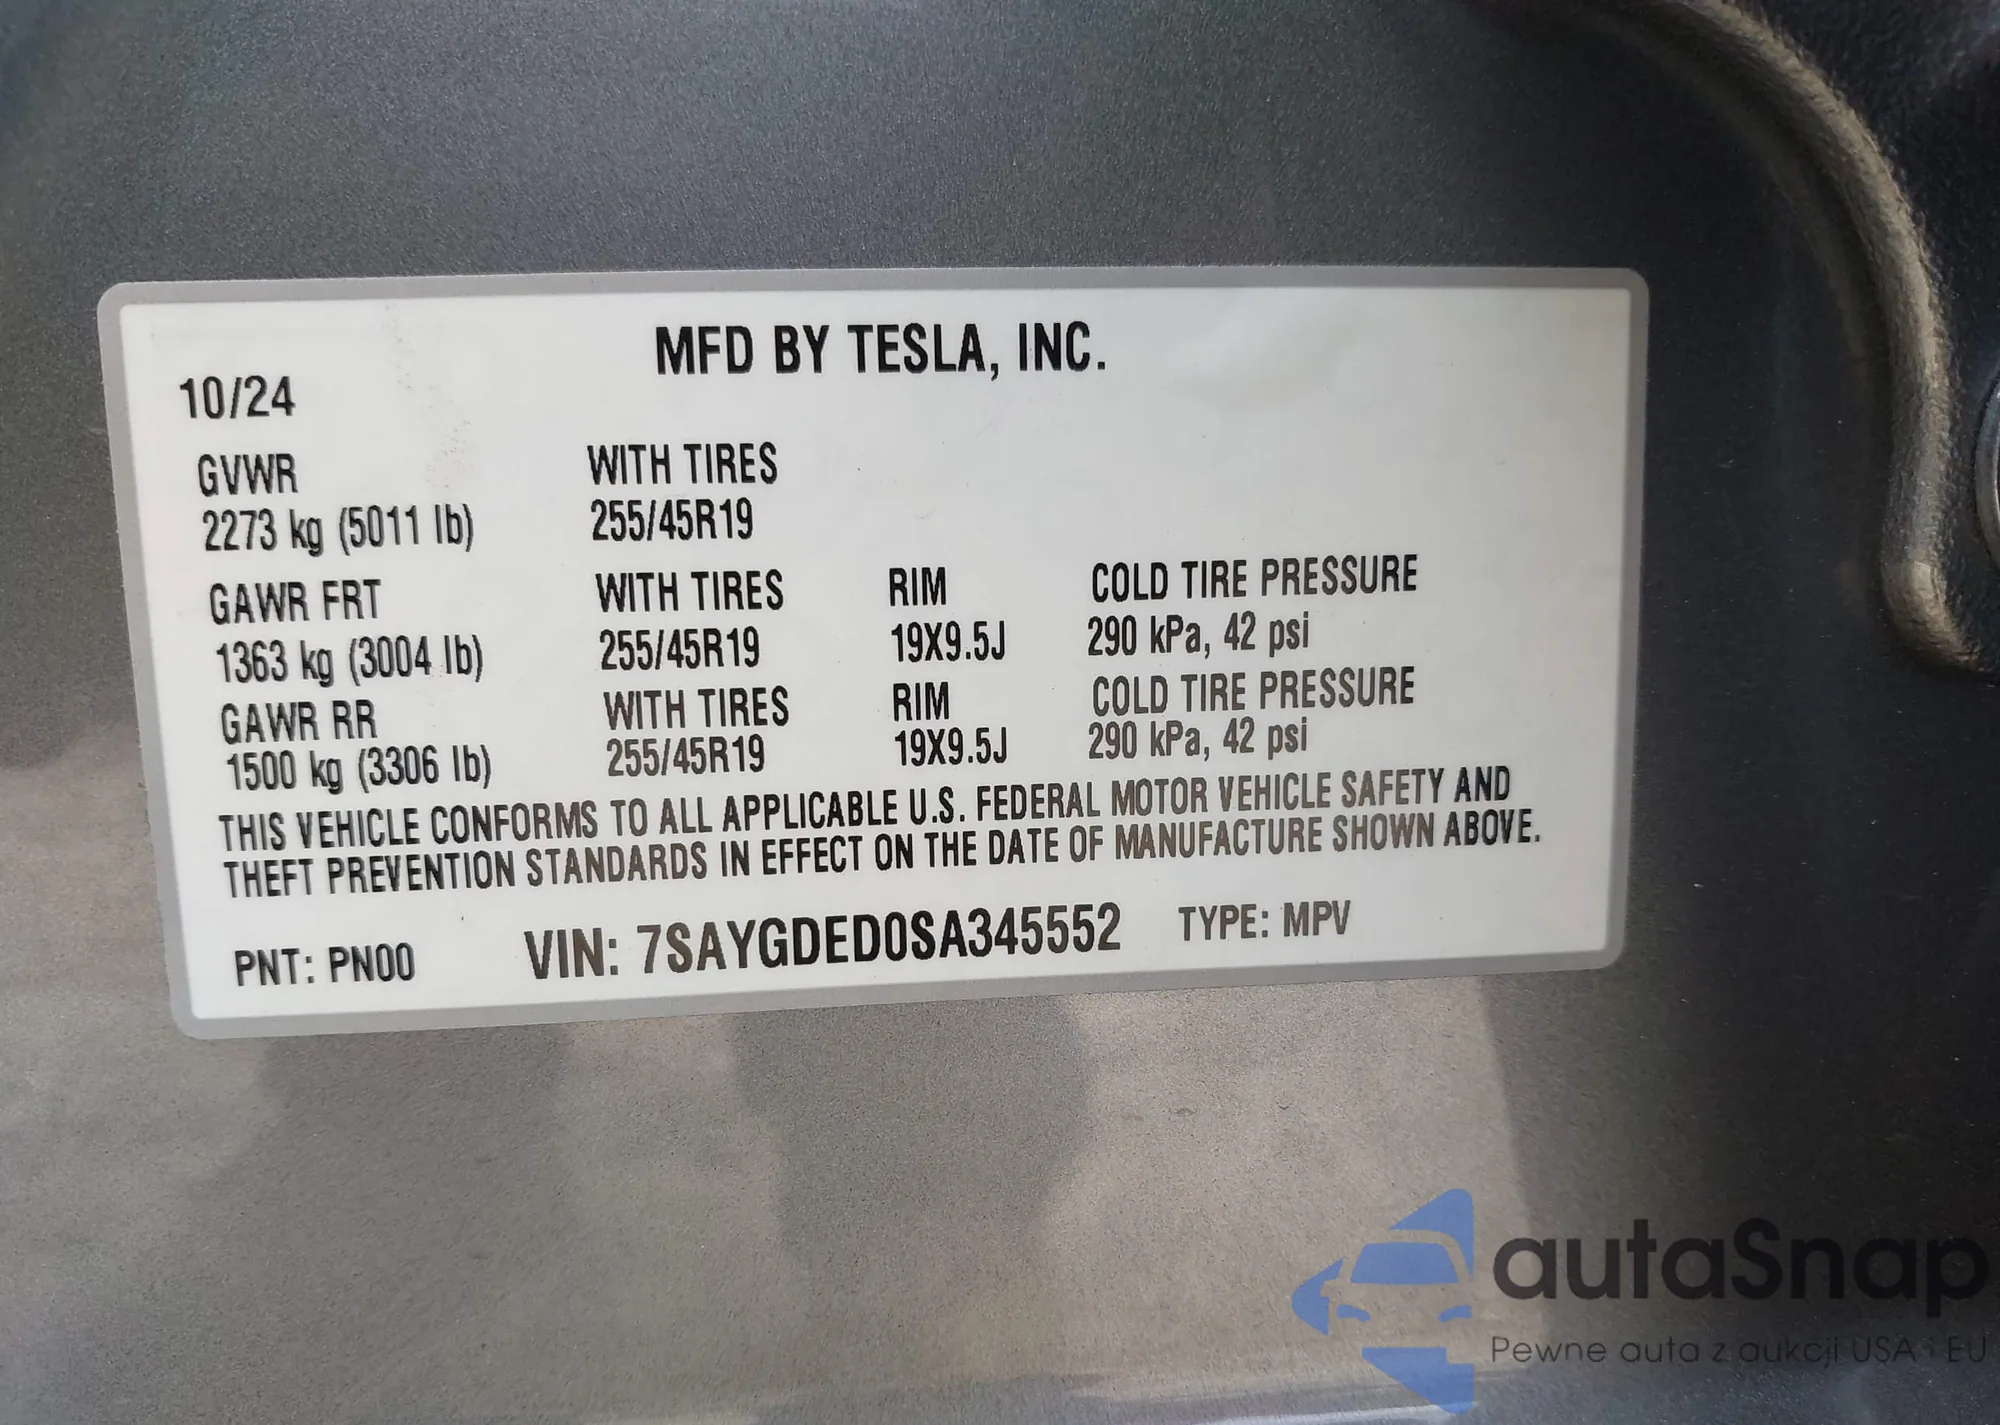 MFD BY TESLA, INC.
10/24
GVWR WITH TIRES
2273 kg (5011 lb) 255/45R19
GAWR FRT WITH TIRES RIM COLD TIRE PRESSURE
1363 kg (3004 lb) 255/45R19 19X9.5J 290 kPa, 42 psi
GAWR RR WITH TIRES RIM COLD TIRE PRESSURE
1500 kg (3306 lb) 255/45R19 19X9.5J 290 kPa, 42 psi
THIS VEHICLE CONFORMS TO ALL APPLICABLE U.S. FEDERAL MOTOR VEHICLE SAFETY AND
THEFT PREVENTION STANDARDS IN EFFECT ON THE DATE OF MANUFACTURE SHOWN ABOVE.
PNT: PN00 VIN: 7SAYGDED0SA345552 TYPE: MPV
autaSnap
Pewne auta z aukcji USA i EU